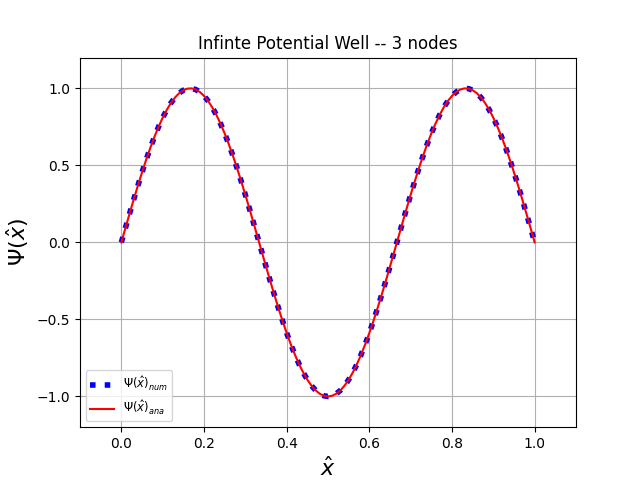 Infinte Potential Well -- 3 nodes
1.0
0.5
0.0
−0.5
−1.0
Ψ(x̂)
Ψ(x̂)num
Ψ(x̂)ana
0.0 0.2 0.4 0.6 0.8 1.0
x̂